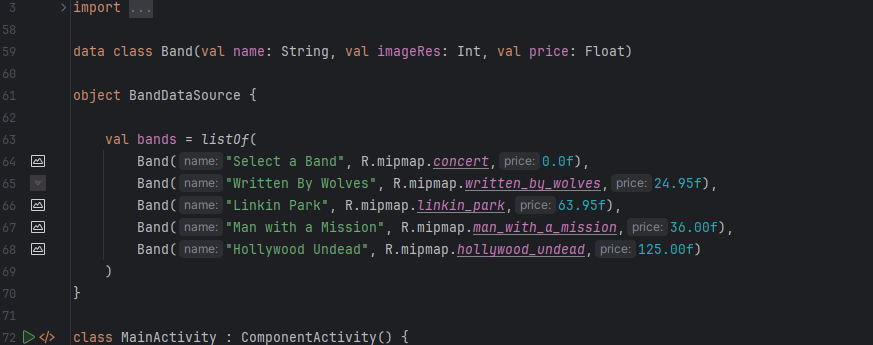 3 import ...
58
59 data class Band(val name: String, val imageRes: Int, val price: Float)
60
61 object BandDataSource {
62
63 val bands = listOf(
64 Band( name: "Select a Band", R.mipmap.concert, price: 0.0f),
65 Band( name: "Written By Wolves", R.mipmap.written_by_wolves, price: 24.95f),
66 Band( name: "Linkin Park", R.mipmap.linkin_park, price: 63.95f),
67 Band( name: "Man with a Mission", R.mipmap.man_with_a_mission, price: 36.00f),
68 Band( name: "Hollywood Undead", R.mipmap.hollywood_undead, price: 125.00f)
69 )
70 }
71
72 class MainActivity : ComponentActivity() {